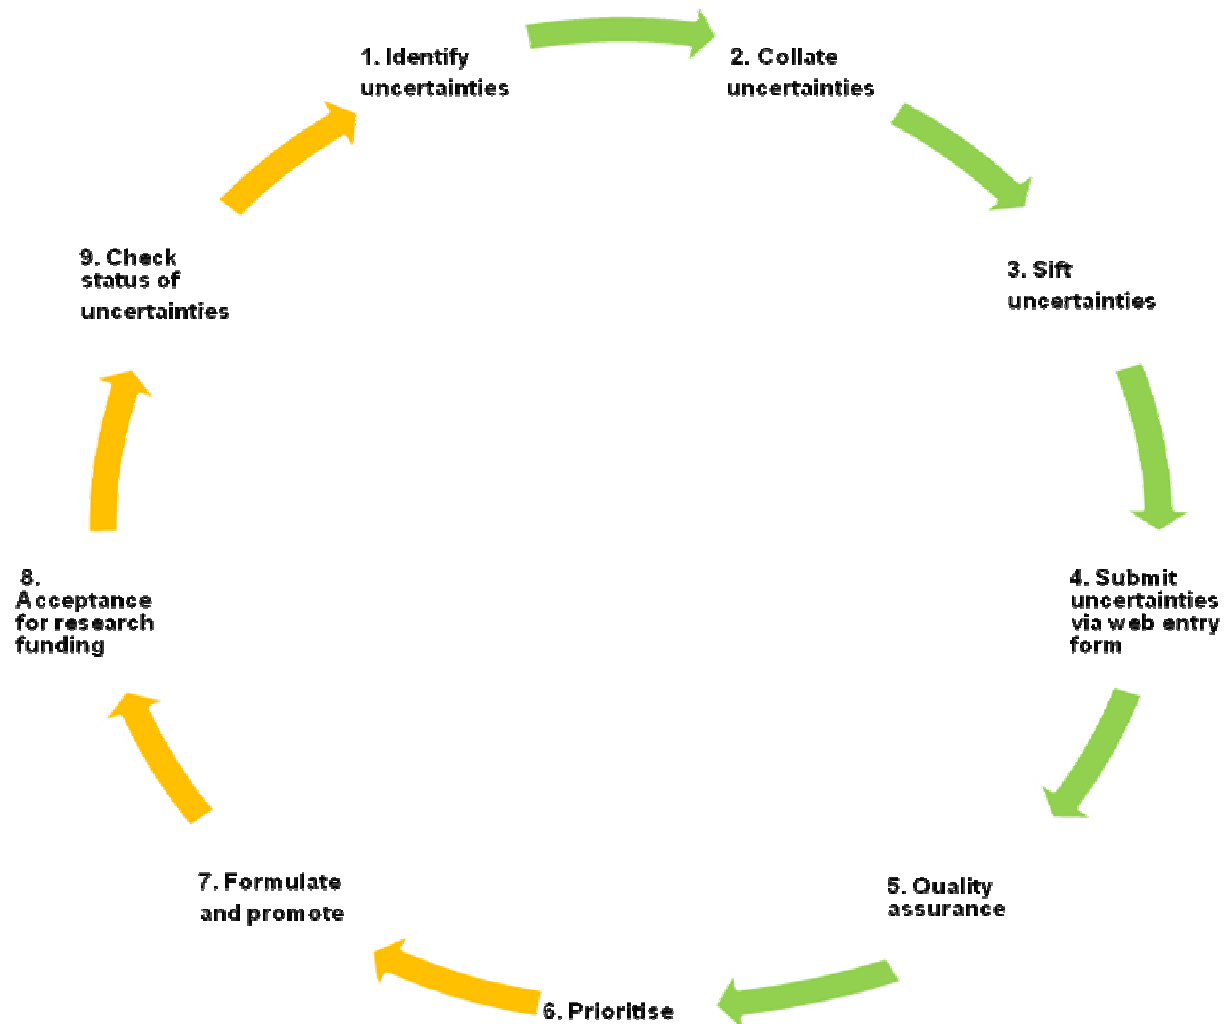 1. Identify
uncertainties
2. Collate
uncertainties
3. Sift
uncertainties
4. Submit
uncertainties
via web entry
form
5. Quality
assurance
6. Prioritise
7. Formulate
and promote
8.
Acceptance
for research
funding
9. Check
status of
uncertainties